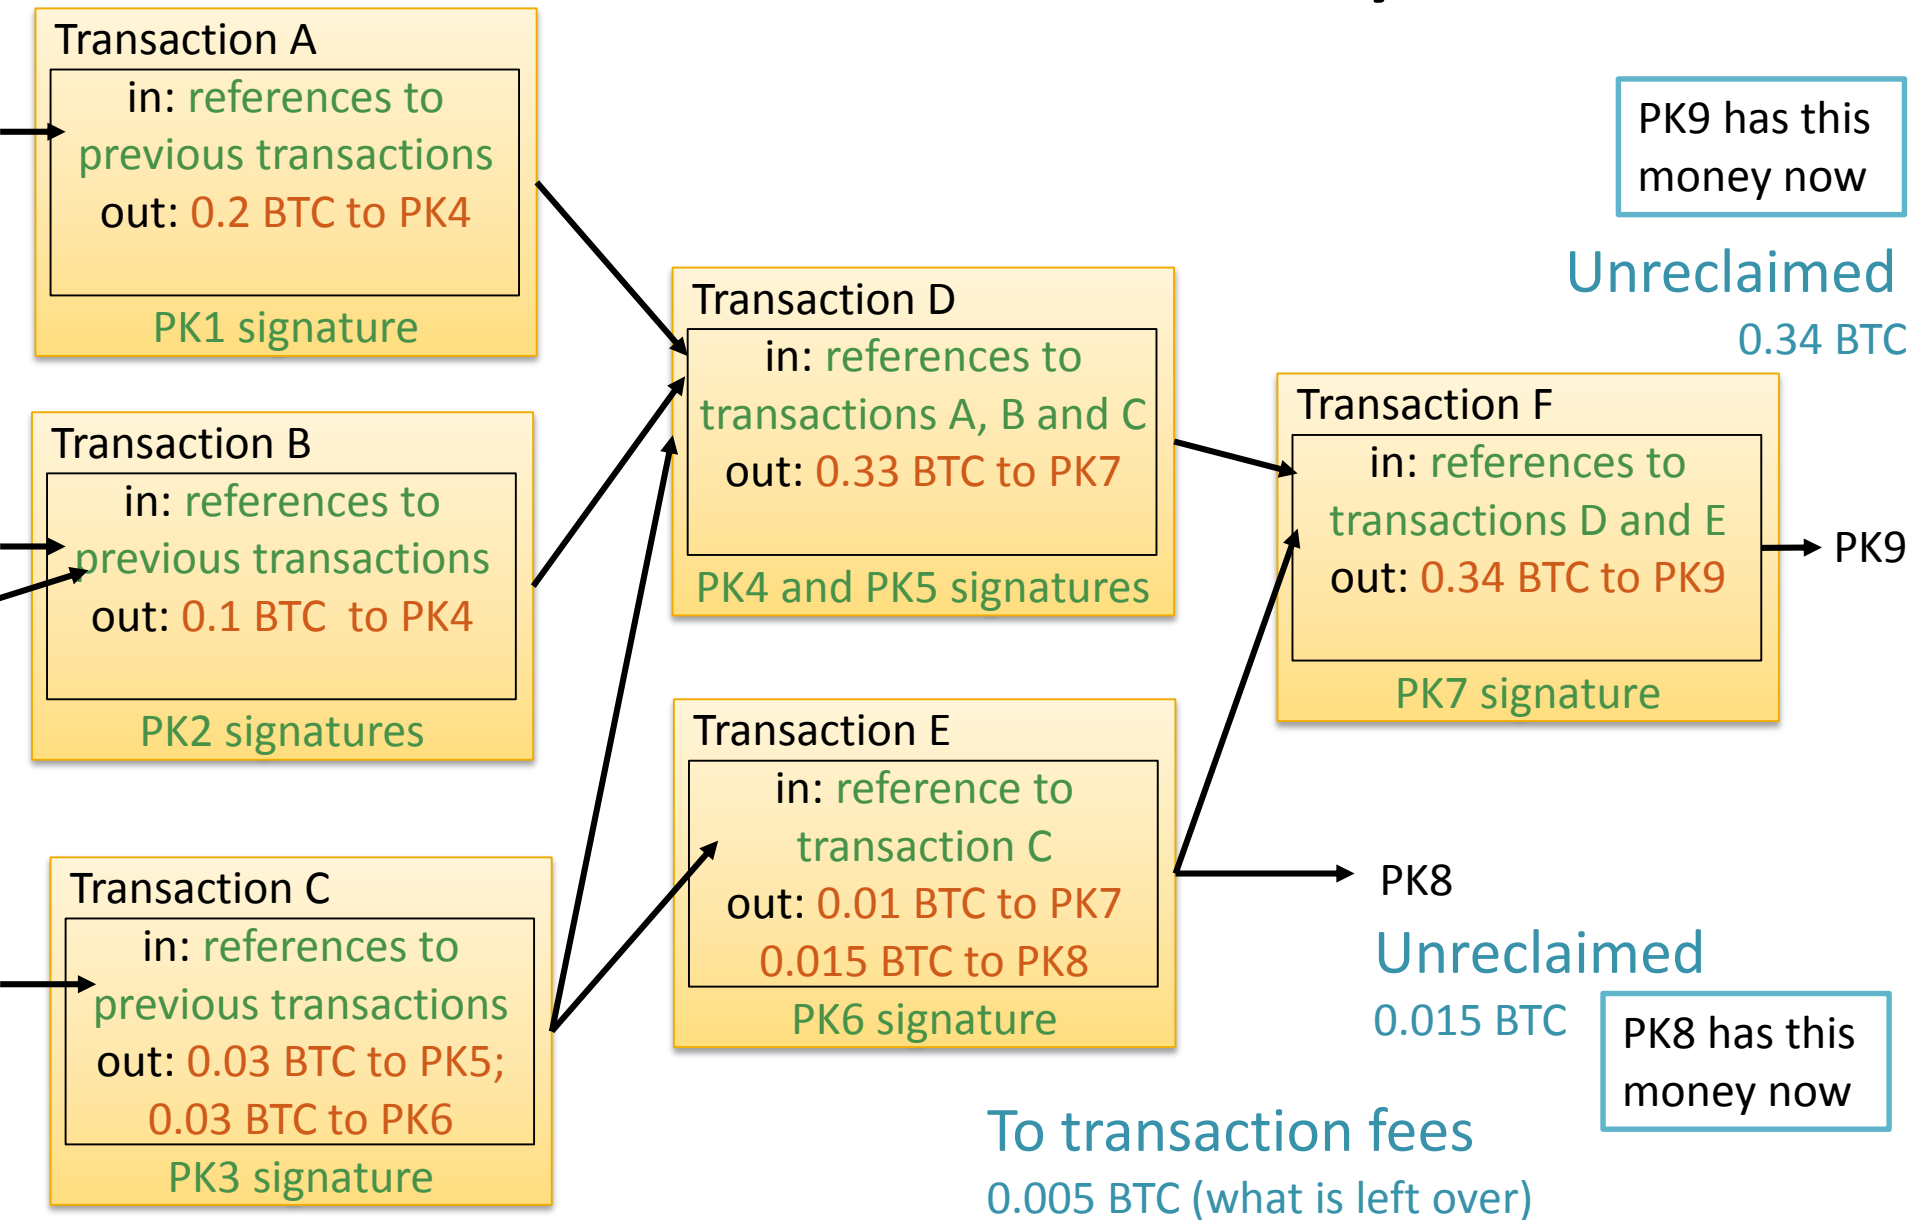 Transaction A
in: references to
previous transactions
out: 0.2 BTC to PK4
PK1 signature
Transaction B
in: references to
previous transactions
out: 0.1 BTC  to PK4
PK2 signatures
Transaction C
in: references to
previous transactions
out: 0.03 BTC to PK5;
0.03 BTC to PK6
PK3 signature
Transaction D
in: references to
transactions A, B and C
out: 0.33 BTC to PK7
PK4 and PK5 signatures
Transaction E
in: reference to
transaction C
out: 0.01 BTC to PK7
0.015 BTC to PK8
PK6 signature
PK9 has this
money now
Unreclaimed
0.34 BTC
Transaction F
in: references to
transactions D and E
out: 0.34 BTC to PK9
PK7 signature
PK9
PK8
Unreclaimed
0.015 BTC
PK8 has this
money now
To transaction fees
0.005 BTC (what is left over)